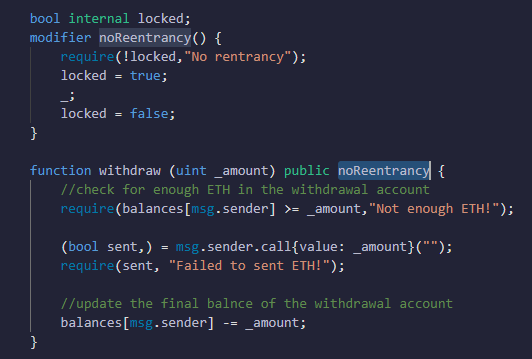 bool internal locked;
modifier noReentrancy() {
require(!locked,"No rentrancy");
locked = true;
_;
locked = false;
}
function withdraw (uint _amount) public noReentrancy {
//check for enough ETH in the withdrawal account
require(balances[msg.sender] >= _amount,"Not enough ETH!");
(bool sent,) = msg.sender.call{value: _amount}("");
require(sent, "Failed to sent ETH!");
//update the final balnce of the withdrawal account
balances[msg.sender] -= _amount;
}